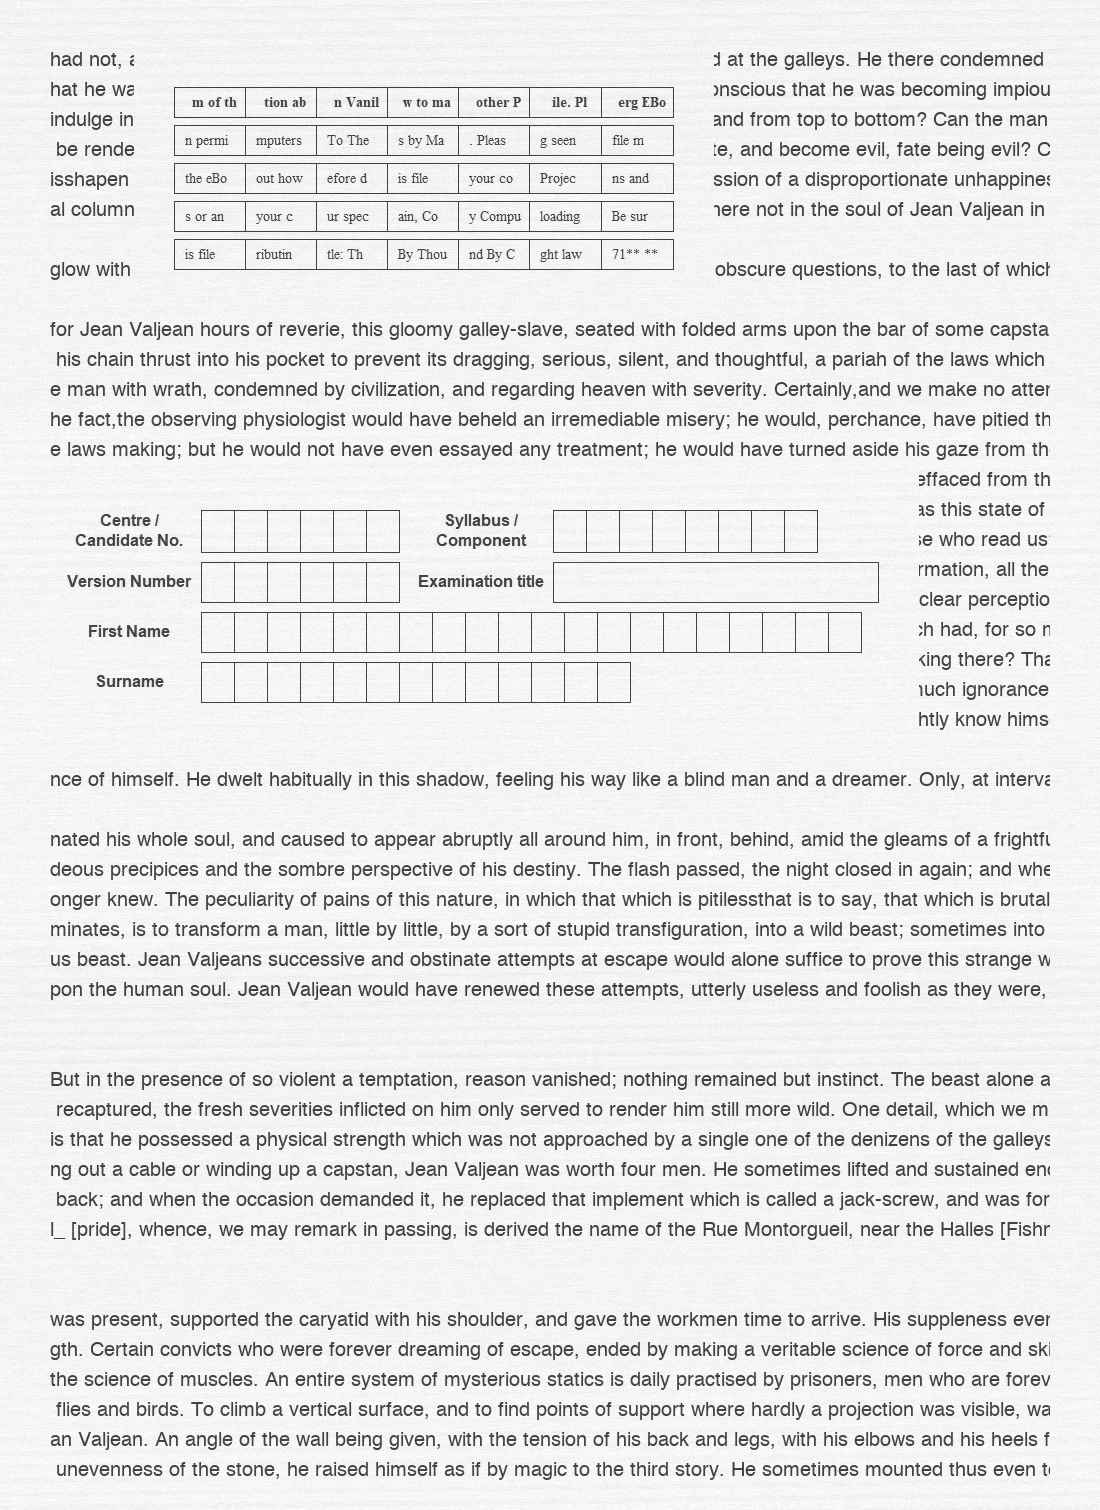 had not, a
d at the galleys. He there condemned
hat he wa
onscious that he was becoming impiou
indulge in
and from top to bottom? Can the man
be rende
te, and become evil, fate being evil? C
isshapen
ssion of a disproportionate unhappines
al column
here not in the soul of Jean Valjean in
glow with
obscure questions, to the last of which
m of th tion ab n Vanil w to ma other P ile. Pl erg EBo
n permi mputers To The s by Ma . Pleas g seen file m
the eBo out how efore d is file your co Projec ns and
s or an your c ur spec ain, Co y Compu loading Be sur
is file ributin tle: Th By Thou nd By C ght law 71** **
for Jean Valjean hours of reverie, this gloomy galley-slave, seated with folded arms upon the bar of some capsta
his chain thrust into his pocket to prevent its dragging, serious, silent, and thoughtful, a pariah of the laws which
e man with wrath, condemned by civilization, and regarding heaven with severity. Certainly,and we make no atter
he fact,the observing physiologist would have beheld an irremediable misery; he would, perchance, have pitied th
e laws making; but he would not have even essayed any treatment; he would have turned aside his gaze from the
effaced from th
as this state of
se who read us
rmation, all the
clear perceptio
ch had, for so m
king there? Tha
much ignorance
htly know himse
Centre /
Candidate No.
Syllabus /
Component
Version Number
Examination title
First Name
Surname
nce of himself. He dwelt habitually in this shadow, feeling his way like a blind man and a dreamer. Only, at interva
nated his whole soul, and caused to appear abruptly all around him, in front, behind, amid the gleams of a frightfu
deous precipices and the sombre perspective of his destiny. The flash passed, the night closed in again; and whe
onger knew. The peculiarity of pains of this nature, in which that which is pitilessthat is to say, that which is brutal
minates, is to transform a man, little by little, by a sort of stupid transfiguration, into a wild beast; sometimes into
us beast. Jean Valjeans successive and obstinate attempts at escape would alone suffice to prove this strange w
pon the human soul. Jean Valjean would have renewed these attempts, utterly useless and foolish as they were,
But in the presence of so violent a temptation, reason vanished; nothing remained but instinct. The beast alone a
recaptured, the fresh severities inflicted on him only served to render him still more wild. One detail, which we m
is that he possessed a physical strength which was not approached by a single one of the denizens of the galleys
ng out a cable or winding up a capstan, Jean Valjean was worth four men. He sometimes lifted and sustained eno
back; and when the occasion demanded it, he replaced that implement which is called a jack-screw, and was for
l_ [pride], whence, we may remark in passing, is derived the name of the Rue Montorgueil, near the Halles [Fishr
was present, supported the caryatid with his shoulder, and gave the workmen time to arrive. His suppleness ever
gth. Certain convicts who were forever dreaming of escape, ended by making a veritable science of force and ski
the science of muscles. An entire system of mysterious statics is daily practised by prisoners, men who are forev
flies and birds. To climb a vertical surface, and to find points of support where hardly a projection was visible, wa
an Valjean. An angle of the wall being given, with the tension of his back and legs, with his elbows and his heels f
unevenness of the stone, he raised himself as if by magic to the third story. He sometimes mounted thus even to